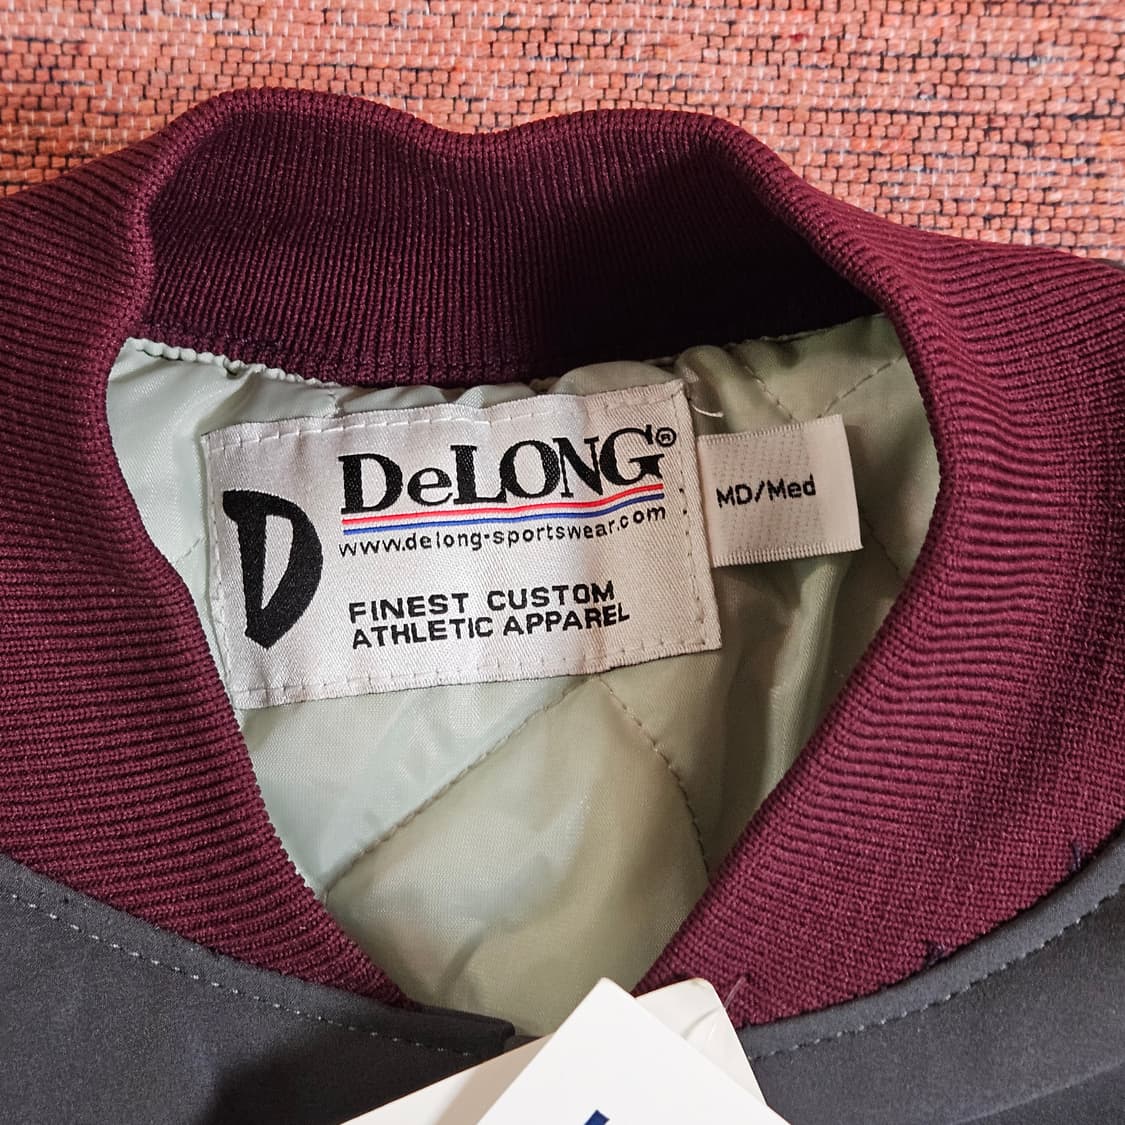 D
DeLONG®
www.delong-sportswear.com
FINEST CUSTOM
ATHLETIC APPAREL
MD/Med